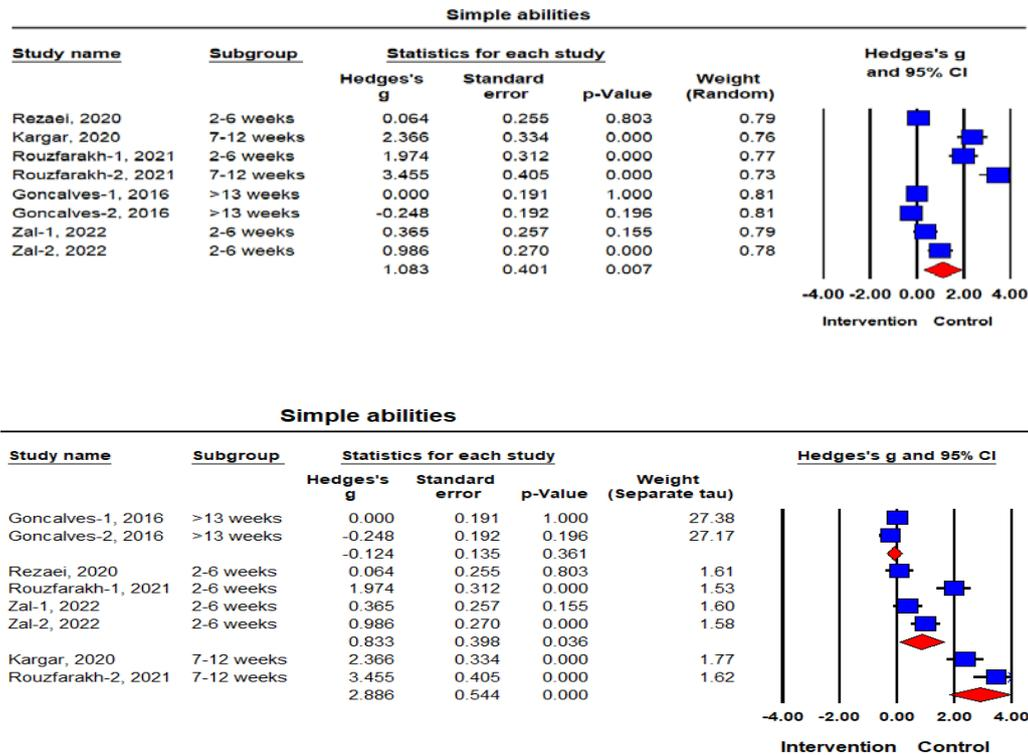 Simple abilities
Study name Subgroup Statistics for each study Hedges's g and 95% CI
Hedges's g Standard error p-Value Weight (Random)
Rezaei, 2020 2-6 weeks 0.064 0.255 0.803 0.79
Kargar, 2020 7-12 weeks 2.366 0.334 0.000 0.76
Rouzfarakh-1, 2021 2-6 weeks 1.974 0.312 0.000 0.77
Rouzfarakh-2, 2021 7-12 weeks 3.455 0.405 0.000 0.73
Goncalves-1, 2016 >13 weeks 0.000 0.191 1.000 0.81
Goncalves-2, 2016 >13 weeks -0.248 0.192 0.196 0.81
Zal-1, 2022 2-6 weeks 0.365 0.257 0.155 0.79
Zal-2, 2022 2-6 weeks 0.986 0.270 0.000 0.78
1.083 0.401 0.007
-4.00 -2.00 0.00 2.00 4.00
Intervention Control
Simple abilities
Study name Subgroup Statistics for each study Hedges's g and 95% CI
Hedges's g Standard error p-Value Weight (Separate tau)
Goncalves-1, 2016 >13 weeks 0.000 0.191 1.000 27.38
Goncalves-2, 2016 >13 weeks -0.248 0.192 0.196 27.17
-0.124 0.135 0.361
Rezaei, 2020 2-6 weeks 0.064 0.255 0.803 1.61
Rouzfarakh-1, 2021 2-6 weeks 1.974 0.312 0.000 1.53
Zal-1, 2022 2-6 weeks 0.365 0.257 0.155 1.60
Zal-2, 2022 2-6 weeks 0.986 0.270 0.000 1.58
0.833 0.398 0.036
Kargar, 2020 7-12 weeks 2.366 0.334 0.000 1.77
Rouzfarakh-2, 2021 7-12 weeks 3.455 0.405 0.000 1.62
2.886 0.544 0.000
-4.00 -2.00 0.00 2.00 4.00
Intervention Control